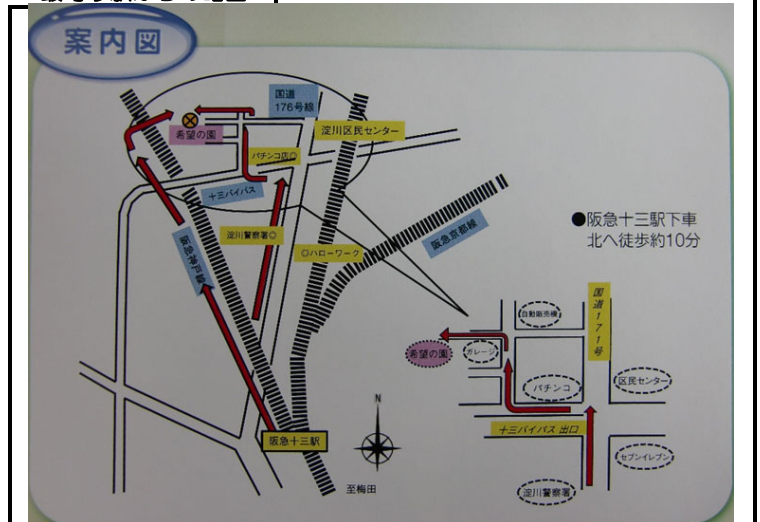 案内図
国道
176号線
希望の園
淀川区民センター
パチンコ店◎
十三バイパス
淀川警察署◎
◎ハローワーク
阪急京都線
阪急神戸線
●阪急十三駅下車
北へ徒歩約10分
阪急十三駅
N
至梅田
自動販売機
国道171号
希望の園
ガレージ
パチンコ
区民センター
十三バイパス 出口
セブンイレブン
淀川警察署